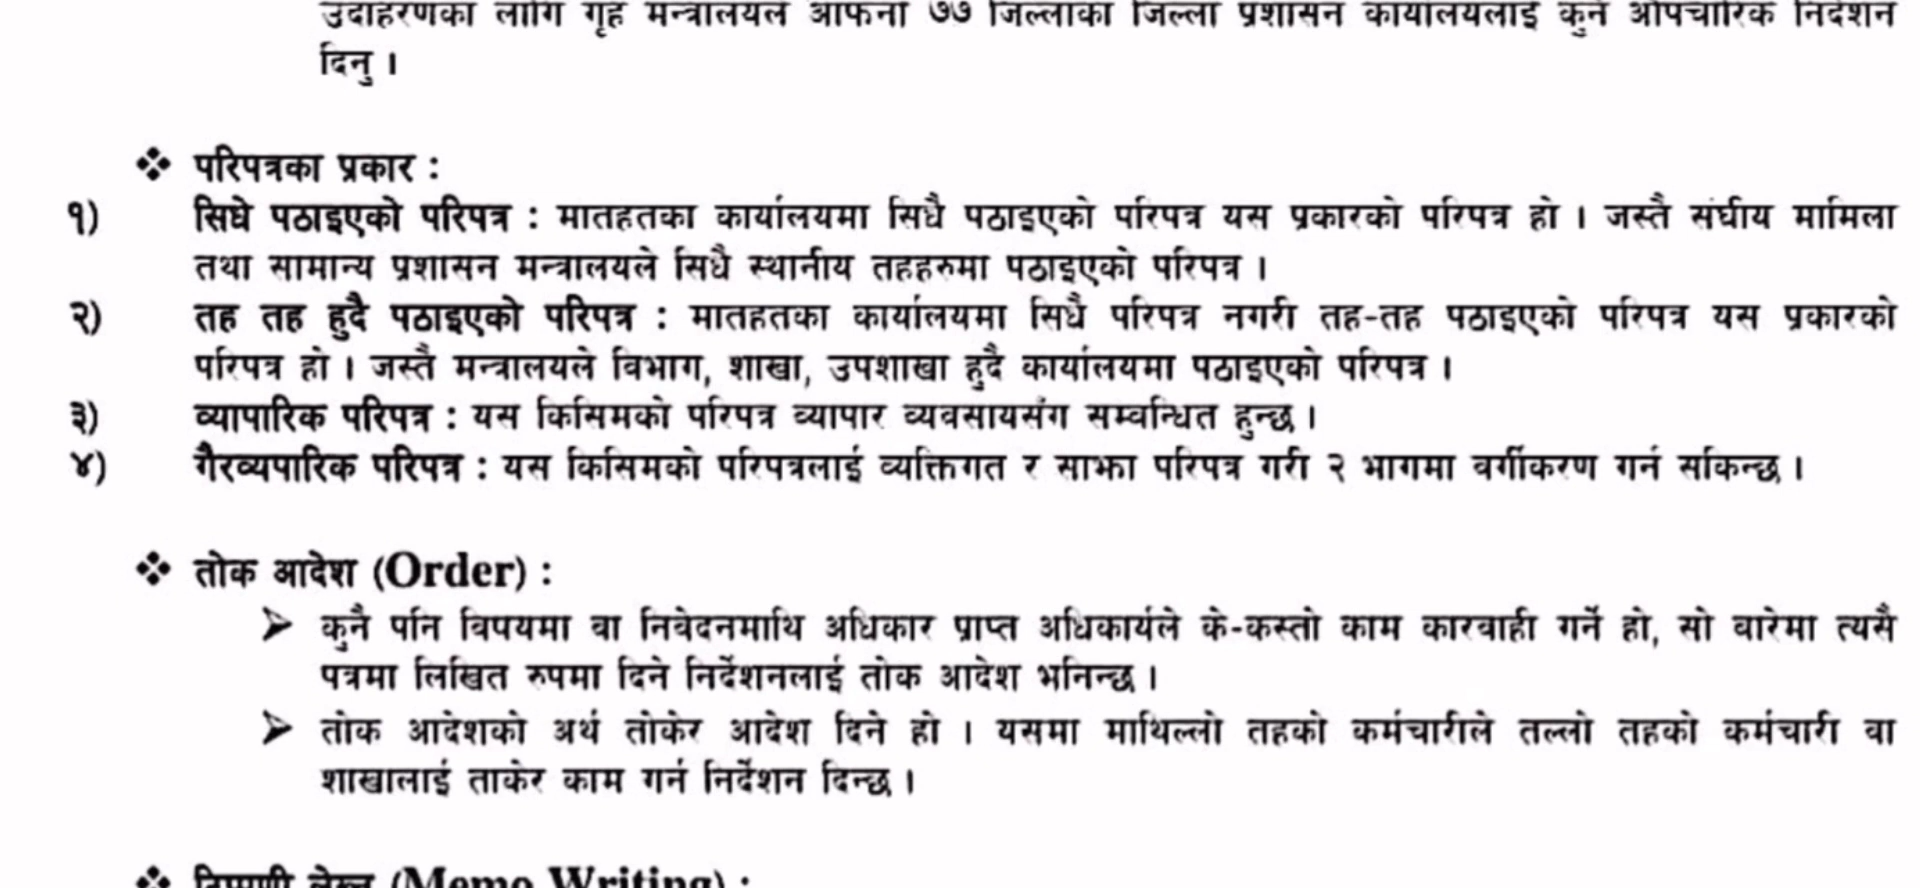 उदाहरणका लागि गृह मन्त्रालयले आफ्ना ७७ जिल्लाका जिल्ला प्रशासन कार्यालयलाई कुनै औपचारिक निर्देशन
दिनु ।
❖ परिपत्रका प्रकार :
१) सिधे पठाइएको परिपत्र : मातहतका कार्यालयमा सिधै पठाइएको परिपत्र यस प्रकारको परिपत्र हो । जस्तै संघीय मामिला
तथा सामान्य प्रशासन मन्त्रालयले सिधै स्थानीय तहहरुमा पठाइएको परिपत्र ।
२) तह तह हुदै पठाइएको परिपत्र : मातहतका कार्यालयमा सिधै परिपत्र नगरी तह-तह पठाइएको परिपत्र यस प्रकारको
परिपत्र हो । जस्तै मन्त्रालयले विभाग, शाखा, उपशाखा हुदै कार्यालयमा पठाइएको परिपत्र ।
३) व्यापारिक परिपत्र : यस किसिमको परिपत्र व्यापार व्यवसायसंग सम्वन्धित हुन्छ ।
४) गैरव्यपारिक परिपत्र : यस किसिमको परिपत्रलाई व्यक्तिगत र साझा परिपत्र गरी २ भागमा वर्गीकरण गर्न सकिन्छ ।
❖ तोक आदेश (Order) :
➢ कुनै पनि विषयमा वा निवेदनमाथि अधिकार प्राप्त अधिकार्यले के-कस्तो काम कारवाही गर्ने हो, सो वारेमा त्यसै
पत्रमा लिखित रुपमा दिने निर्देशनलाई तोक आदेश भनिन्छ ।
➢ तोक आदेशको अर्थ तोकेर आदेश दिने हो । यसमा माथिल्लो तहको कर्मचारीले तल्लो तहको कर्मचारी वा
शाखालाई ताकेर काम गर्न निर्देशन दिन्छ ।
❖ टिप्पणी लेखन (Memo Writing) :